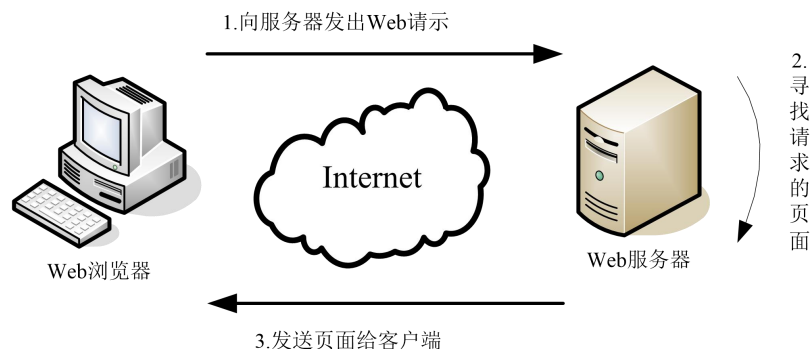 1.向服务器发出Web请示
2.寻找请求的页面
Internet
Web浏览器
Web服务器
3.发送页面给客户端